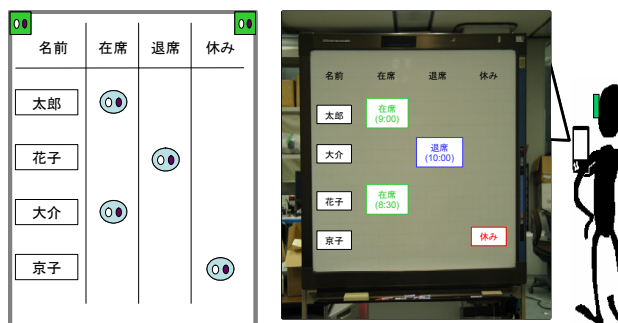 名前 在席 退席 休み
太郎
花子
大介
京子
名前 在席 退席 休み
太郎 在席
(9:00)
大介 退席
(10:00)
花子 在席
(8:30)
京子 休み